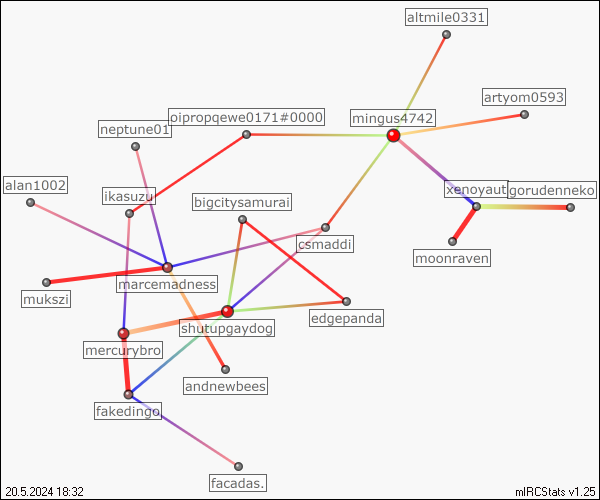 altmile0331
artyom0593
oipropqewe0171#0000
mingus4742
neptune01
alan1002
ikasuzu
xenoyaut
gorudenneko
bigcitysamurai
csmaddi
moonraven
marcemadness
mukszi
edgepanda
shutupgaydog
mercurybro
andnewbees
fakedingo
facadas.
20.5.2024 18:32
mIRCStats v1.25